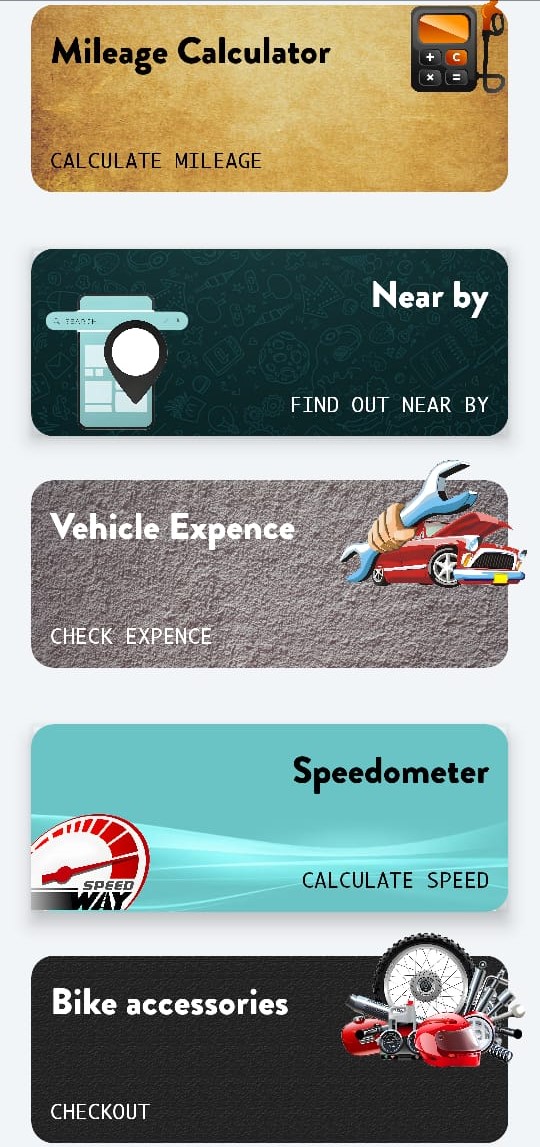 Mileage Calculator
+ C
× =
CALCULATE MILEAGE
Near by
SEARCH
FIND OUT NEAR BY
Vehicle Expence
CHECK EXPENCE
Speedometer
SPEED
WAY
CALCULATE SPEED
Bike accessories
CHECKOUT